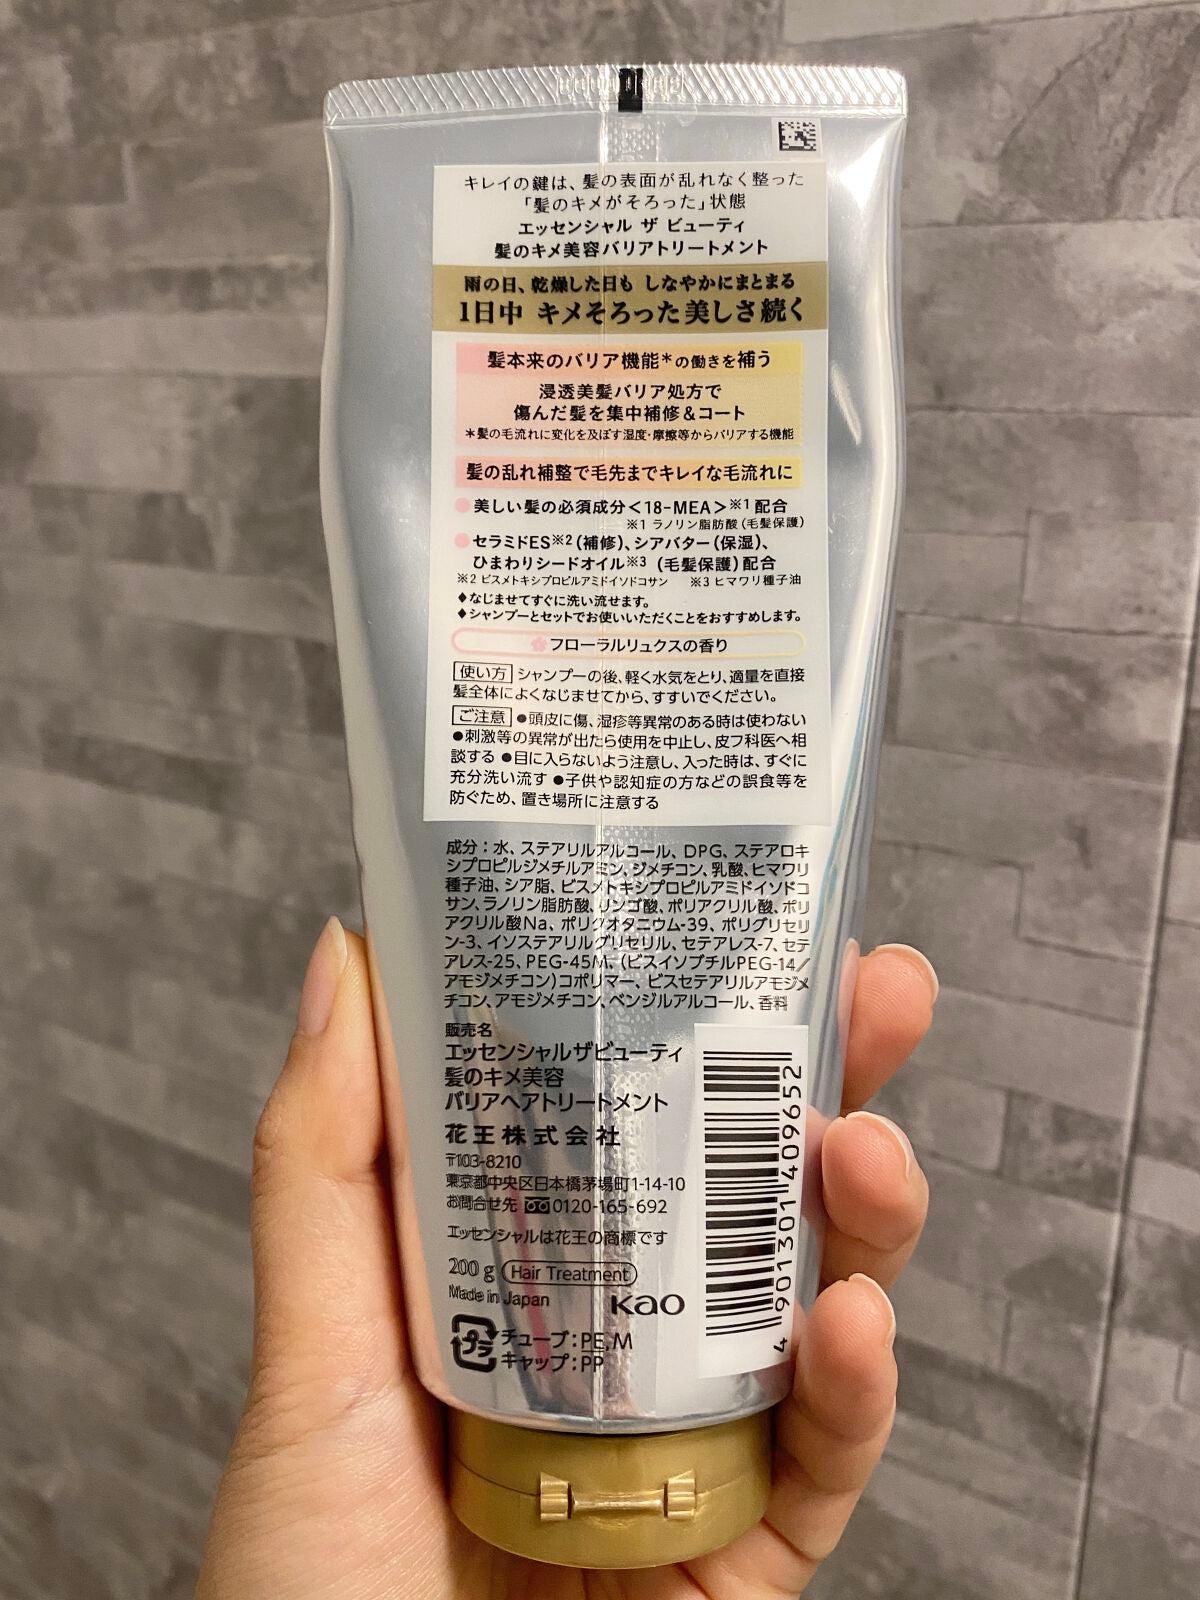 キレイの鍵は、髪の表面が乱れなく整った
「髪のキメがそろった」状態
エッセンシャル ザ ビューティ
髪のキメ美容バリアトリートメント
雨の日、乾燥した日も しなやかにまとまる
1日中 キメそろった美しさ続く
髪本来のバリア機能＊の働きを補う
浸透美髪バリア処方で
傷んだ髪を集中補修＆コート
＊髪の毛流れに変化を及ぼす湿度・摩擦等からバリアする機能
髪の乱れ補整で毛先までキレイな毛流れに
●美しい髪の必須成分＜18-MEA＞※1配合
※1 ラノリン脂肪酸（毛髪保護）
●セラミドES※2（補修）、シアバター（保湿）、
ひまわりシードオイル※3（毛髪保護）配合
※2 ビスメトキシプロピルアミドイソドコサン ※3 ヒマワリ種子油
♦なじませてすぐに洗い流せます。
♦シャンプーとセットでお使いいただくことをおすすめします。
フローラルリュクスの香り
使い方 シャンプーの後、軽く水気をとり、適量を直接
髪全体によくなじませてから、すすいでください。
ご注意 ●頭皮に傷、湿疹等異常のある時は使わない
●刺激等の異常が出たら使用を中止し、皮フ科医へ相
談する ●目に入らないよう注意し、入った時は、すぐに
充分洗い流す ●子供や認知症の方などの誤食等を
防ぐため、置き場所に注意する
成分：水、ステアリルアルコール、DPG、ステアロキ
シプロピルジメチルアミン、ジメチコン、乳酸、ヒマワリ
種子油、シア脂、ビスメトキシプロピルアミドイソドコ
サン、ラノリン脂肪酸、リンゴ酸、ポリアクリル酸、ポリ
アクリル酸Na、ポリクオタニウム-39、ポリグリセリ
ン-3、イソステアリルグリセリル、セテアレス-7、セテ
アレス-25、PEG-45M、（ビスイソブチルPEG-14／
アモジメチコン）コポリマー、ビスセテアリルアモジメ
チコン、アモジメチコン、ベンジルアルコール、香料
販売名
エッセンシャルザビューティ
髪のキメ美容
バリアヘアトリートメント
花王株式会社
〒103-8210
東京都中央区日本橋茅場町1-14-10
お問合せ先 0120-165-692
エッセンシャルは花王の商標です
200 g Hair Treatment
Made in Japan
Kao
プラ チューブ：PE,M
キャップ：PP
4 901301 409652